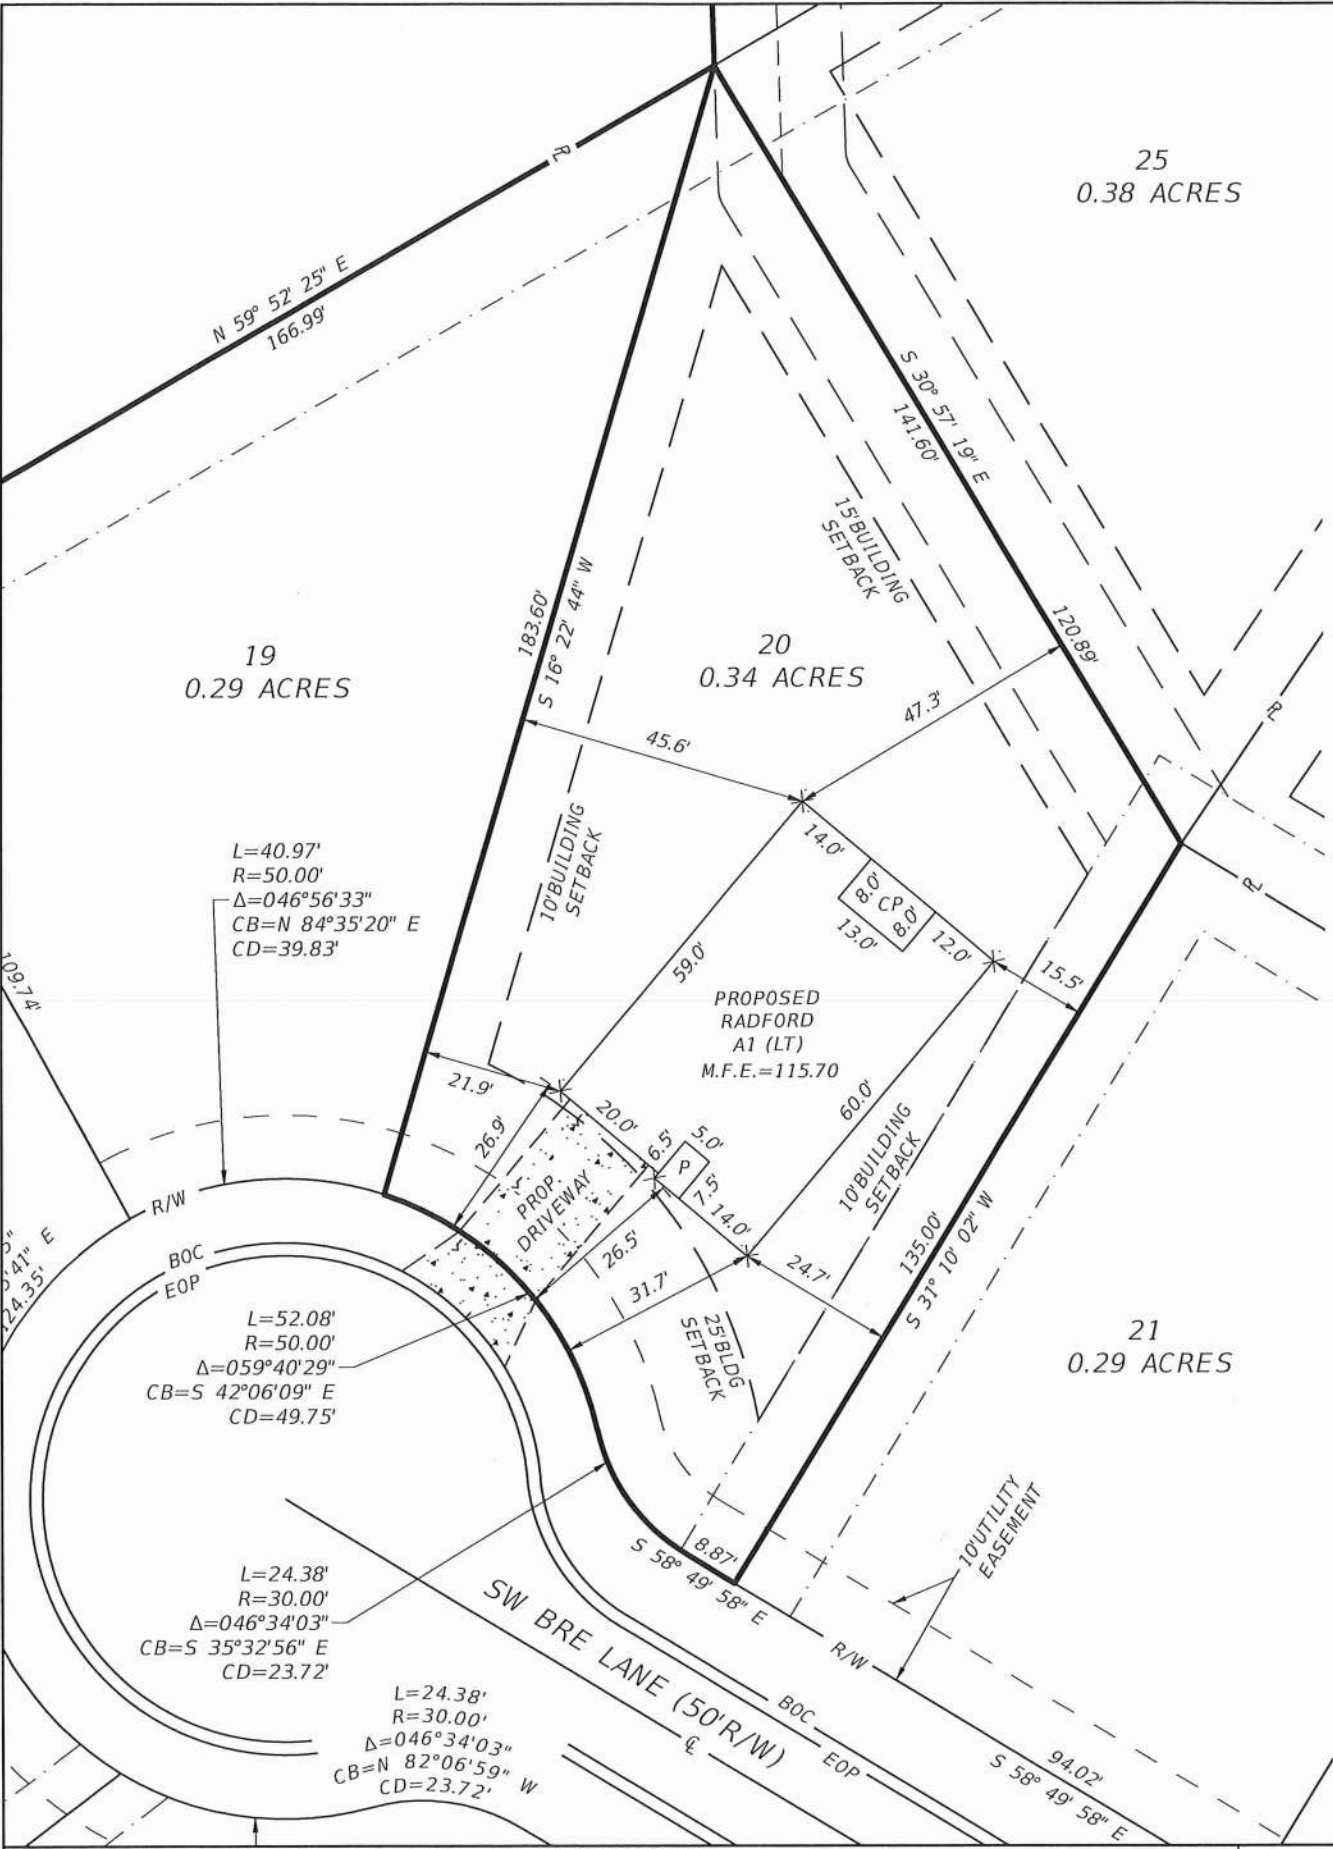 25
0.38 ACRES
PL
N 59° 52' 25" E
166.99'
S 30° 57' 19" E
141.60'
15'BUILDING
SETBACK
183.60'
S 16° 22' 44" W
120.89'
19
0.29 ACRES
20
0.34 ACRES
47.3'
PL
45.6'
10'BUILDING
SETBACK
14.0'
8.0'
CP
8.0'
13.0'
12.0'
PL
L=40.97'
R=50.00'
Δ=046°56'33"
CB=N 84°35'20" E
CD=39.83'
109.74'
59.0'
15.5'
PROPOSED
RADFORD
A1 (LT)
M.F.E.=115.70
21.9'
20.0'
60.0'
26.9'
6.5'
5.0'
P
7.5'
14.0'
PROP.
DRIVEWAY
10'BUILDING
SETBACK
R/W
BOC
EOP
26.5'
31.7'
24.7'
135.00'
S 31° 10' 02" W
5"
5'41" E
124.35'
L=52.08'
R=50.00'
Δ=059°40'29"
CB=S 42°06'09" E
CD=49.75'
25'BLDG
SETBACK
21
0.29 ACRES
8.87'
S 58° 49' 58" E
10'UTILITY
EASEMENT
L=24.38'
R=30.00'
Δ=046°34'03"
CB=S 35°32'56" E
CD=23.72'
SW BRE LANE (50'R/W)
CL
R/W
BOC
EOP
L=24.38'
R=30.00'
Δ=046°34'03"
CB=N 82°06'59" W
CD=23.72'
94.02'
S 58° 49' 58" E